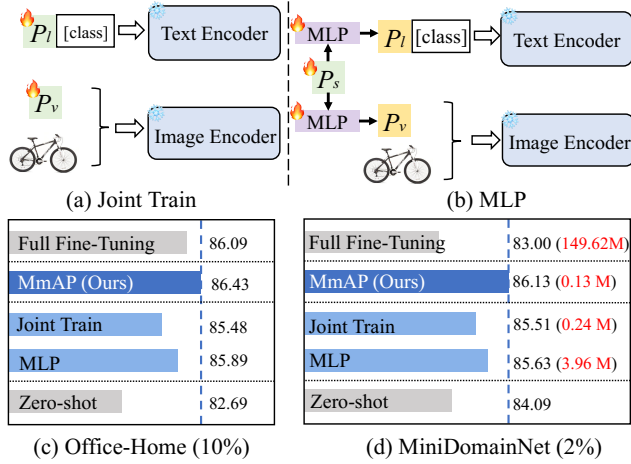 P_l [class] Text Encoder
P_v
Image Encoder
(a) Joint Train
MLP P_l [class] Text Encoder
P_s
MLP P_v
Image Encoder
(b) MLP
Full Fine-Tuning 86.09
MmAP (Ours) 86.43
Joint Train 85.48
MLP 85.89
Zero-shot 82.69
(c) Office-Home (10%)
Full Fine-Tuning 83.00 (149.62M)
MmAP (Ours) 86.13 (0.13 M)
Joint Train 85.51 (0.24 M)
MLP 85.63 (3.96 M)
Zero-shot 84.09
(d) MiniDomainNet (2%)